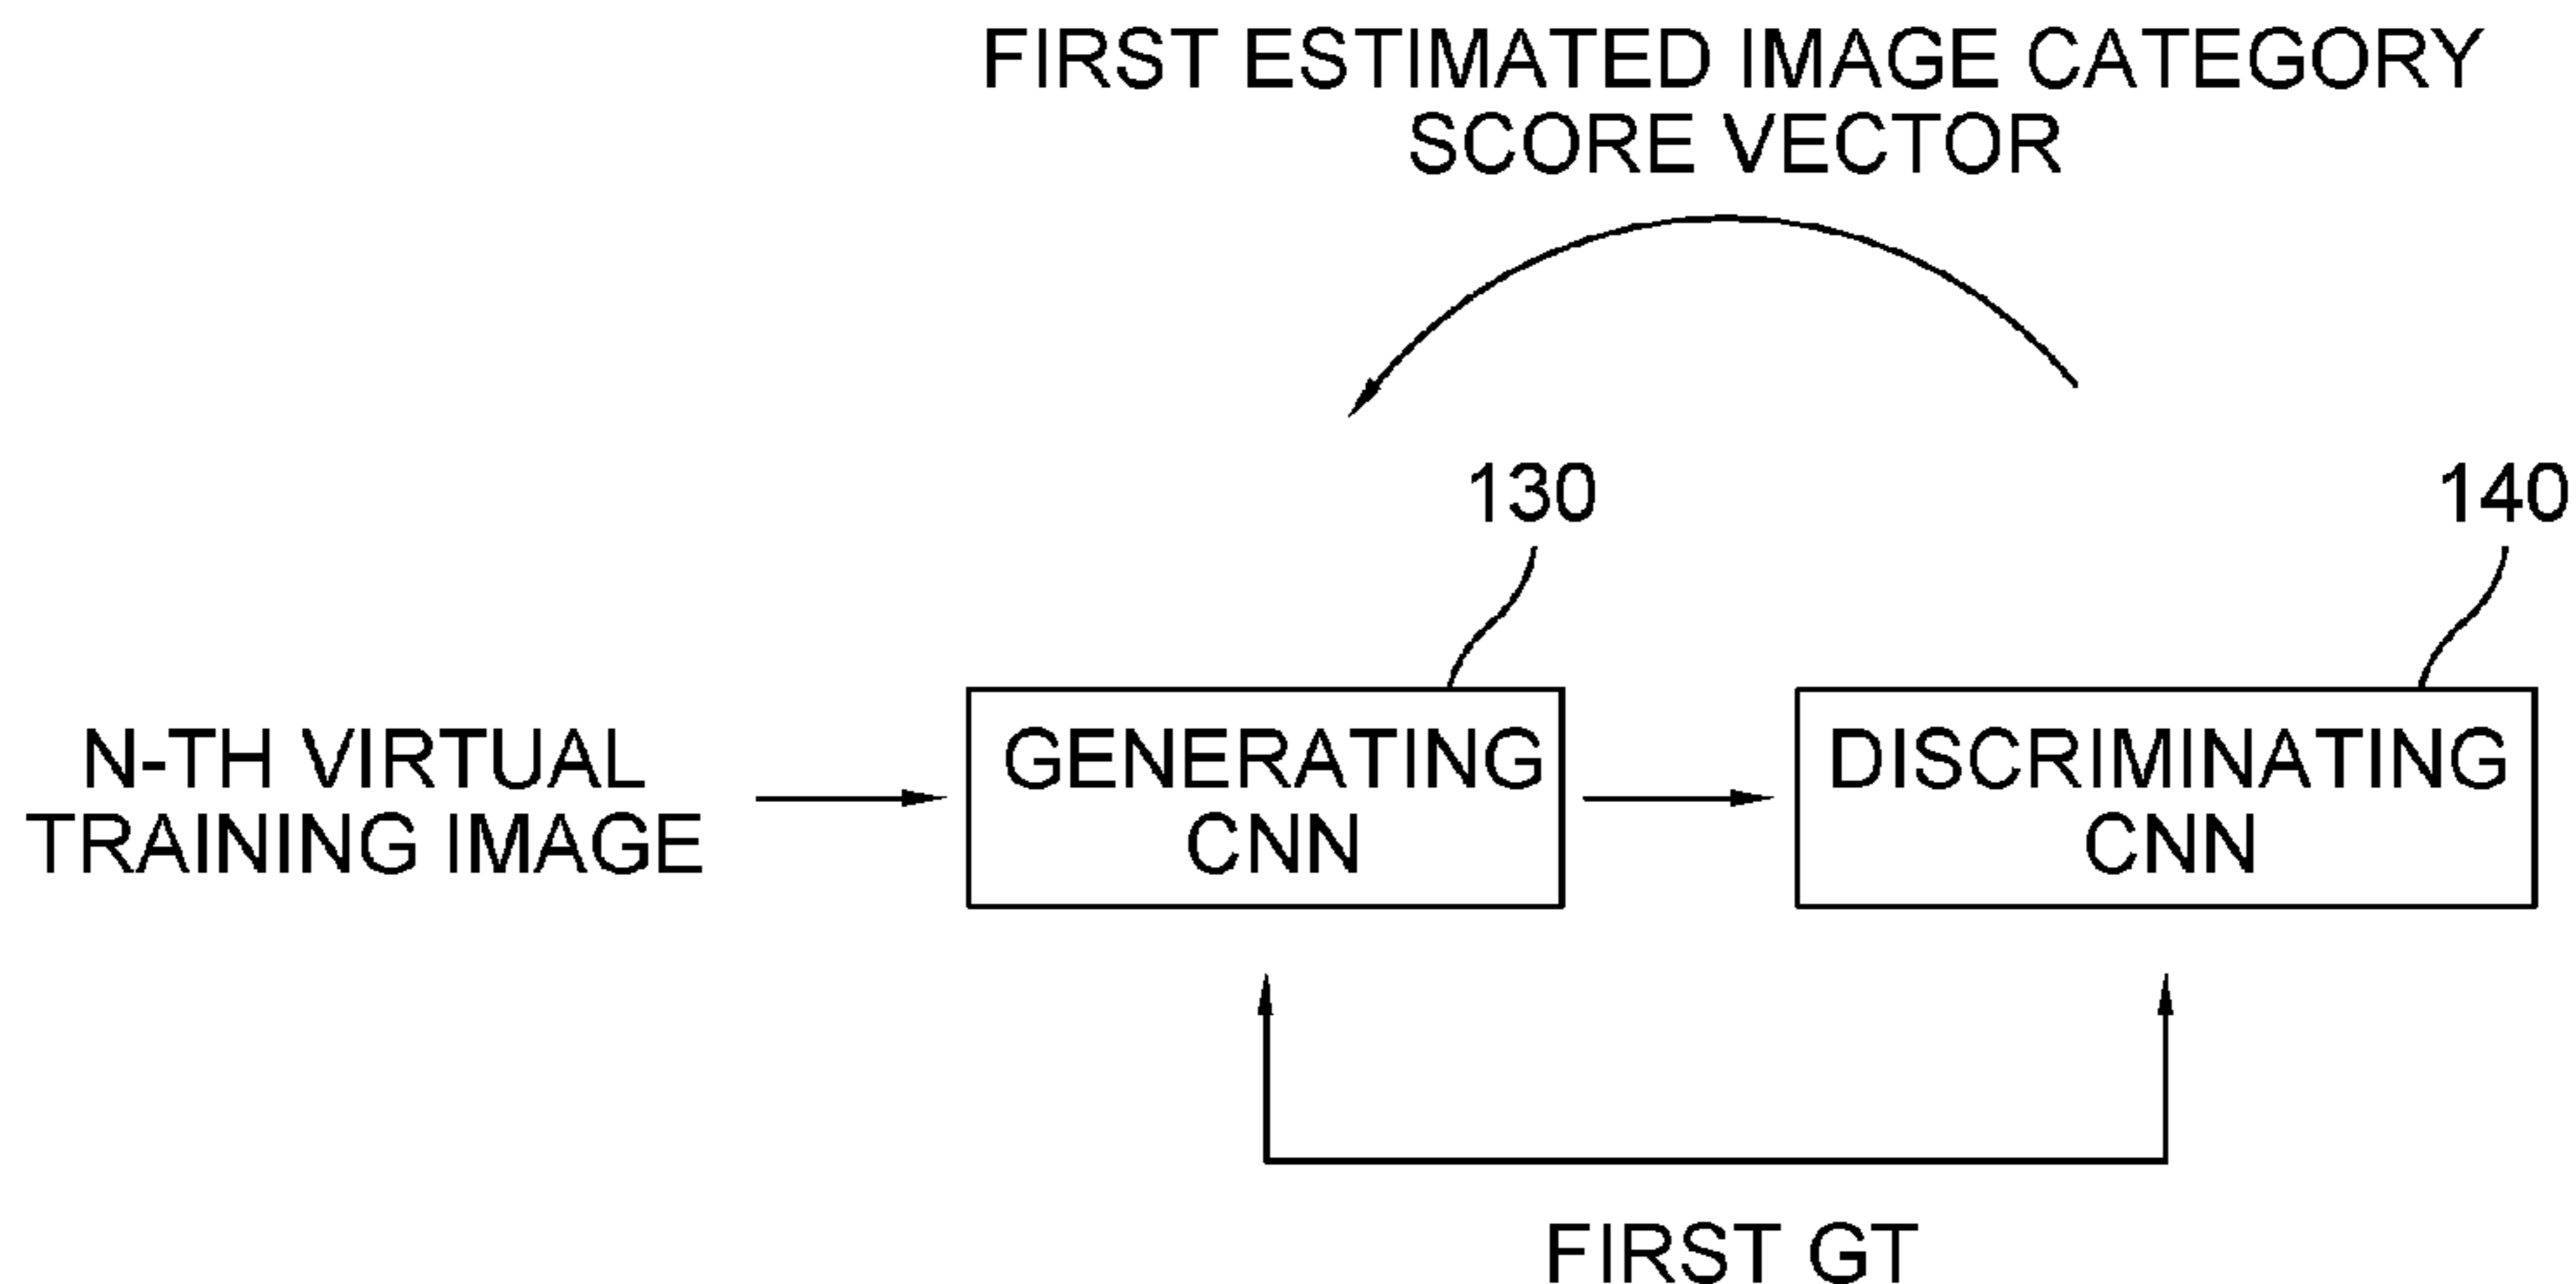 FIRST ESTIMATED IMAGE CATEGORY
SCORE VECTOR
130
140
N-TH VIRTUAL
TRAINING IMAGE
GENERATING
CNN
DISCRIMINATING
CNN
FIRST GT